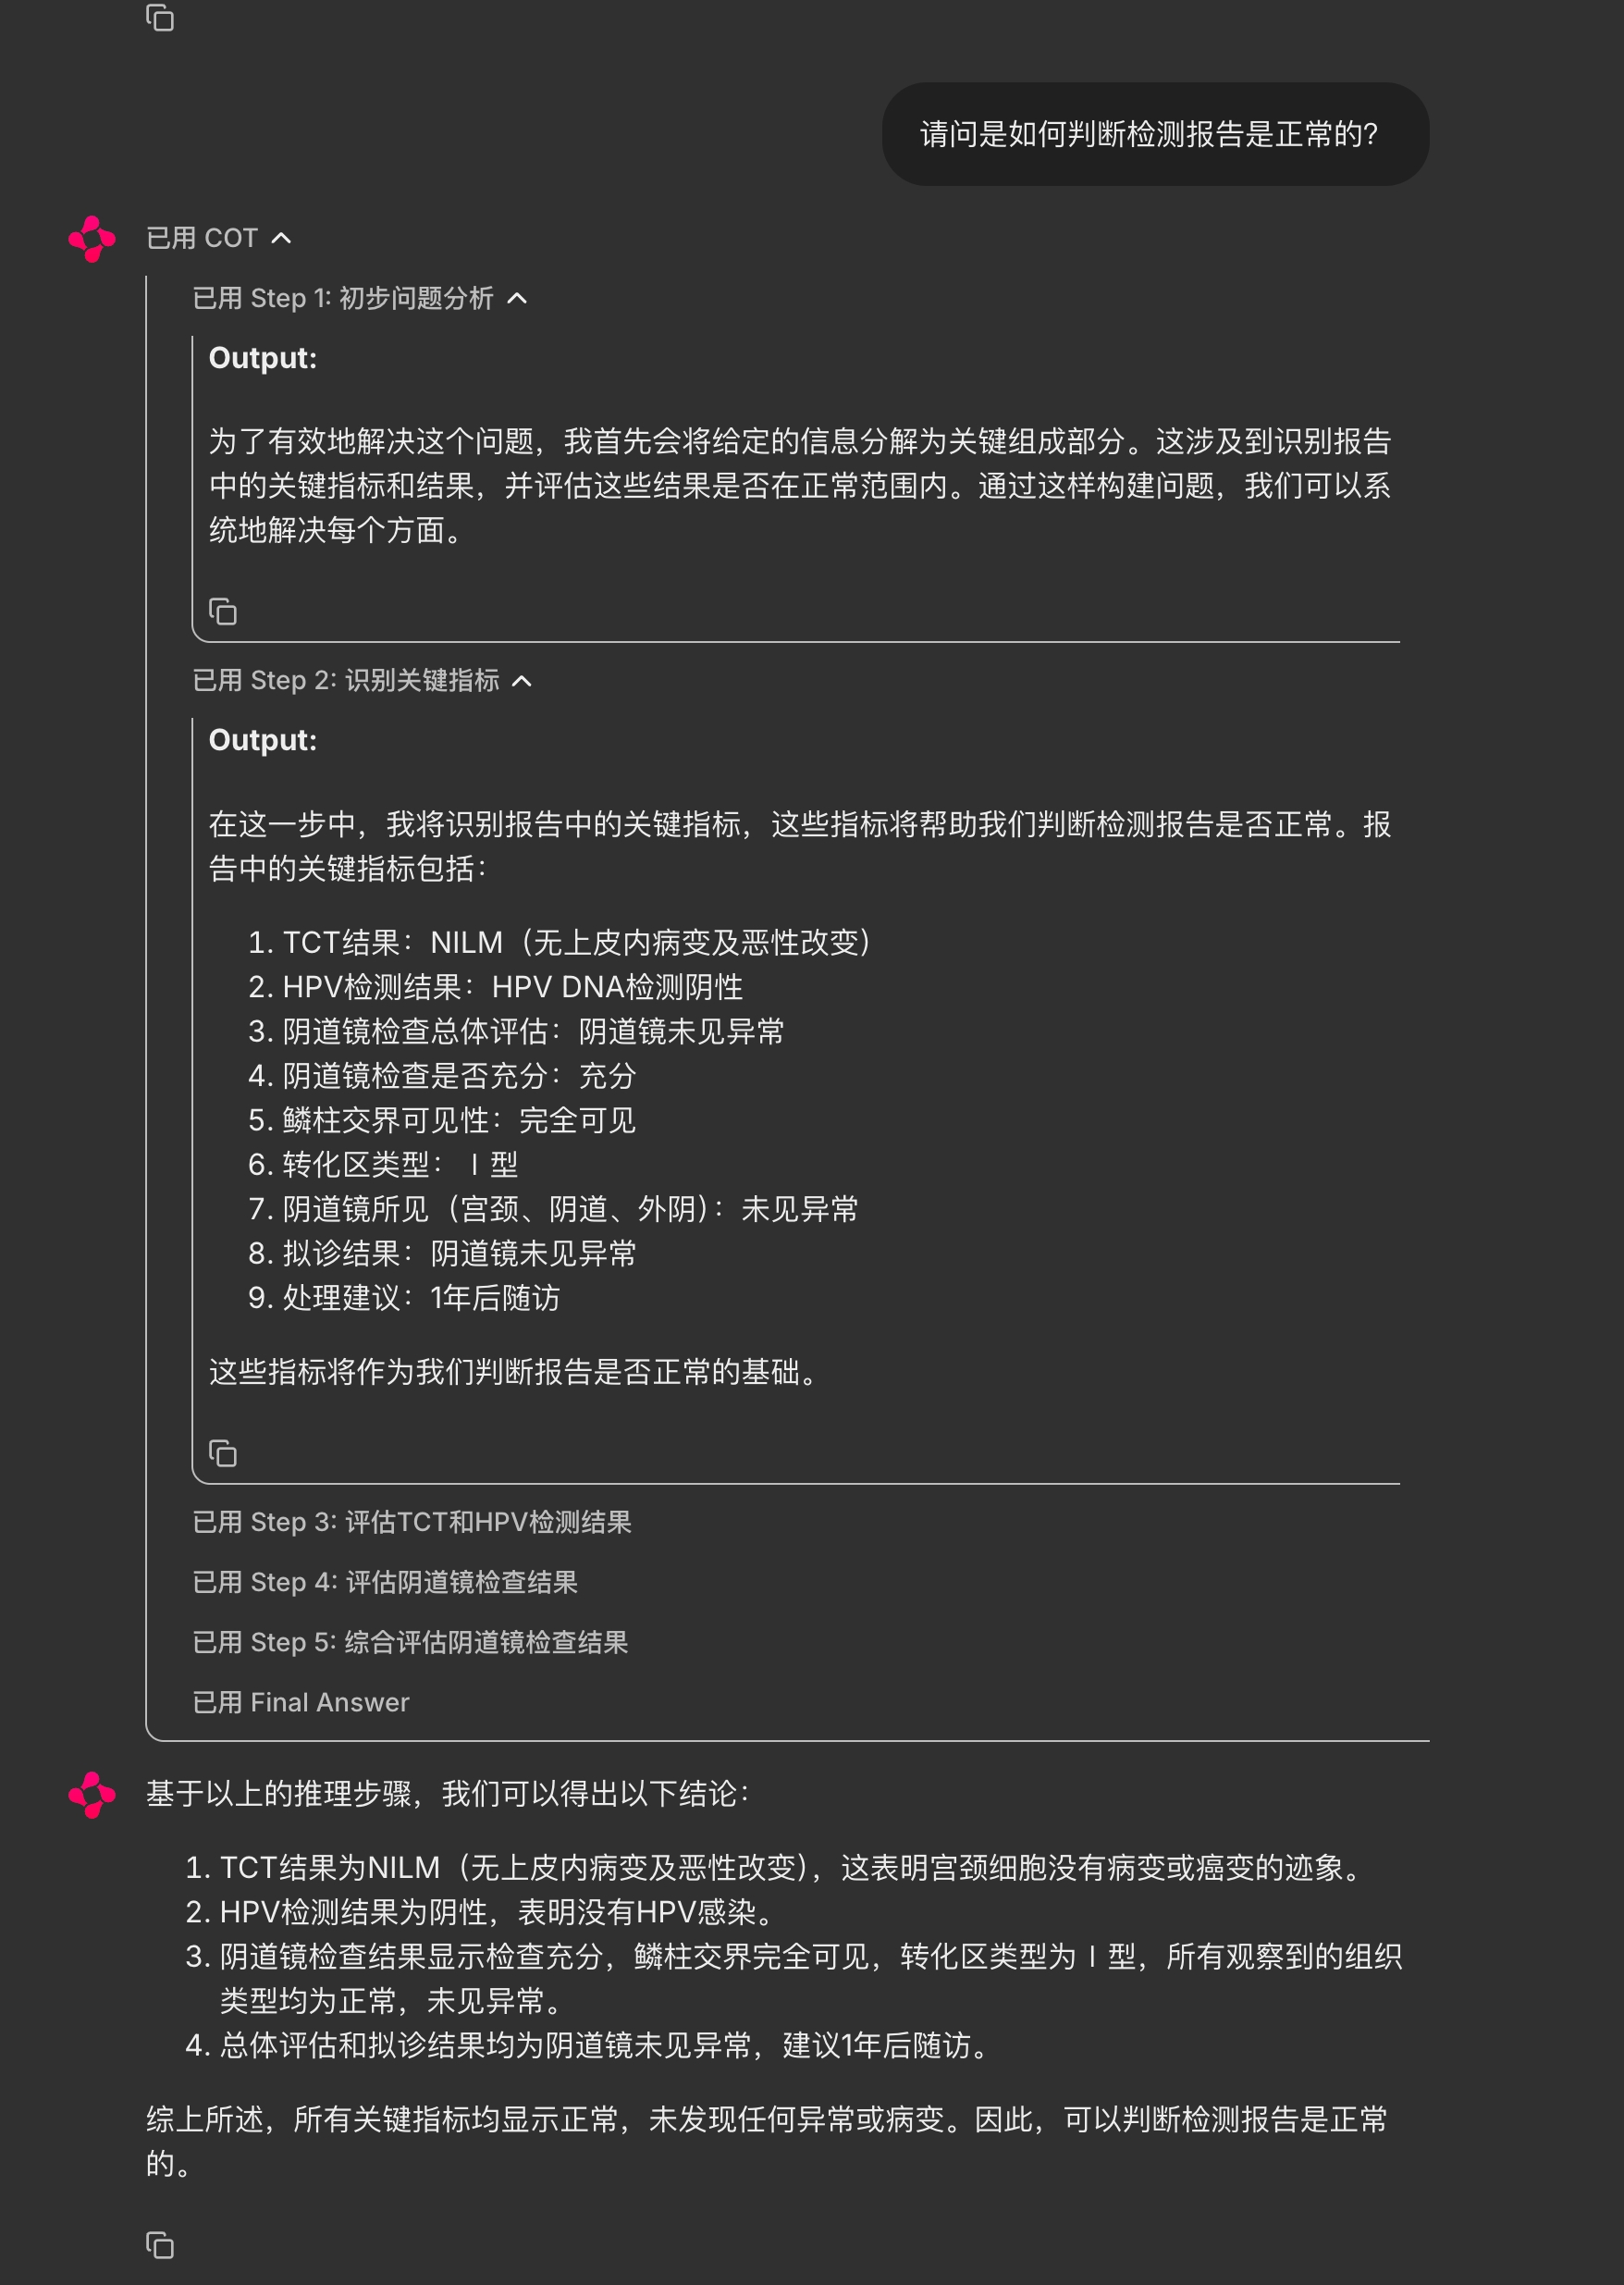 请问是如何判断检测报告是正常的?
已用 COT
已用 Step 1: 初步问题分析
Output:
为了有效地解决这个问题，我首先会将给定的信息分解为关键组成部分。这涉及到识别报告
中的关键指标和结果，并评估这些结果是否在正常范围内。通过这样构建问题，我们可以系
统地解决每个方面。
已用 Step 2: 识别关键指标
Output:
在这一步中，我将识别报告中的关键指标，这些指标将帮助我们判断检测报告是否正常。报
告中的关键指标包括：
1. TCT结果：NILM（无上皮内病变及恶性改变）
2. HPV检测结果：HPV DNA检测阴性
3. 阴道镜检查总体评估：阴道镜未见异常
4. 阴道镜检查是否充分：充分
5. 鳞柱交界可见性：完全可见
6. 转化区类型：Ⅰ型
7. 阴道镜所见（宫颈、阴道、外阴）：未见异常
8. 拟诊结果：阴道镜未见异常
9. 处理建议：1年后随访
这些指标将作为我们判断报告是否正常的基础。
已用 Step 3: 评估TCT和HPV检测结果
已用 Step 4: 评估阴道镜检查结果
已用 Step 5: 综合评估阴道镜检查结果
已用 Final Answer
基于以上的推理步骤，我们可以得出以下结论：
1. TCT结果为NILM（无上皮内病变及恶性改变），这表明宫颈细胞没有病变或癌变的迹象。
2. HPV检测结果为阴性，表明没有HPV感染。
3. 阴道镜检查结果显示检查充分，鳞柱交界完全可见，转化区类型为Ⅰ型，所有观察到的组织
类型均为正常，未见异常。
4. 总体评估和拟诊结果均为阴道镜未见异常，建议1年后随访。
综上所述，所有关键指标均显示正常，未发现任何异常或病变。因此，可以判断检测报告是正常
的。